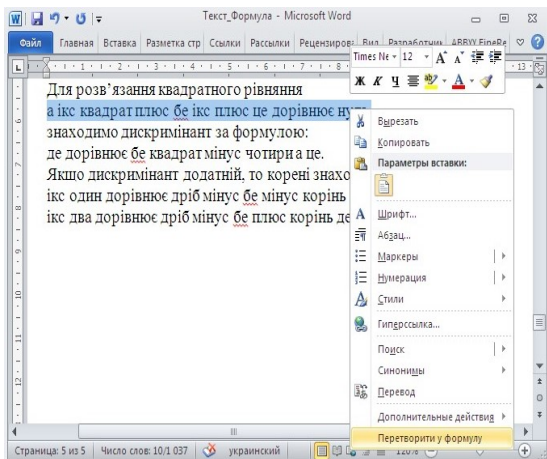 Текст_Формула - Microsoft Word
Файл Главная Вставка Разметка стр Ссылки Рассылки Рецензиров Вид Разработчик ABBYY FineRe
Times Ne 12
Ж К Ч
Для розв’язання квадратного рівняння
а ікс квадрат плюс бе ікс плюс це дорівнює нулю
знаходимо дискримінант за формулою:
де дорівнює бе квадрат мінус чотири а це.
Якщо дискримінант додатній, то корені знахо
ікс один дорівнює дріб мінус бе мінус корінь
ікс два дорівнює дріб мінус бе плюс корінь де
Вырезать
Копировать
Параметры вставки:
Шрифт...
Абзац...
Маркеры
Нумерация
Стили
Гиперссылка...
Поиск
Синонимы
Перевод
Дополнительные действия
Перетворити у формулу
Страница: 5 из 5 Число слов: 10/1 037 украинский 120%